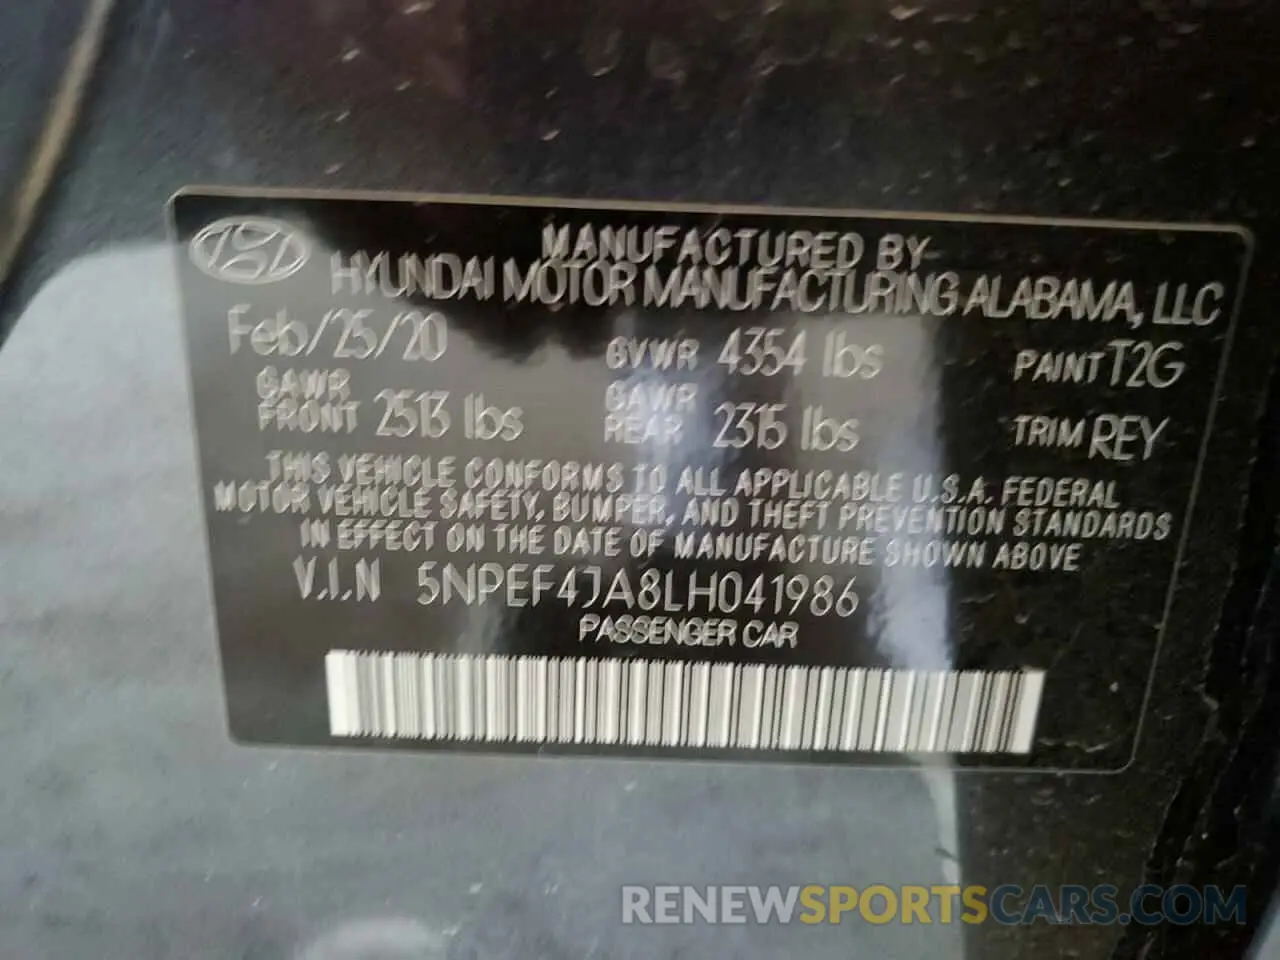 MANUFACTURED BY
HYUNDAI MOTOR MANUFACTURING ALABAMA, LLC
Feb/25/20 GVWR 4354 lbs PAINT T2G
GAWR FRONT 2513 lbs GAWR REAR 2315 lbs TRIM REY
THIS VEHICLE CONFORMS TO ALL APPLICABLE U.S.A. FEDERAL
MOTOR VEHICLE SAFETY, BUMPER, AND THEFT PREVENTION STANDARDS
IN EFFECT ON THE DATE OF MANUFACTURE SHOWN ABOVE
V.I.N 5NPEF4JA8LH041986
PASSENGER CAR
RENEWSPORTSCARS.COM